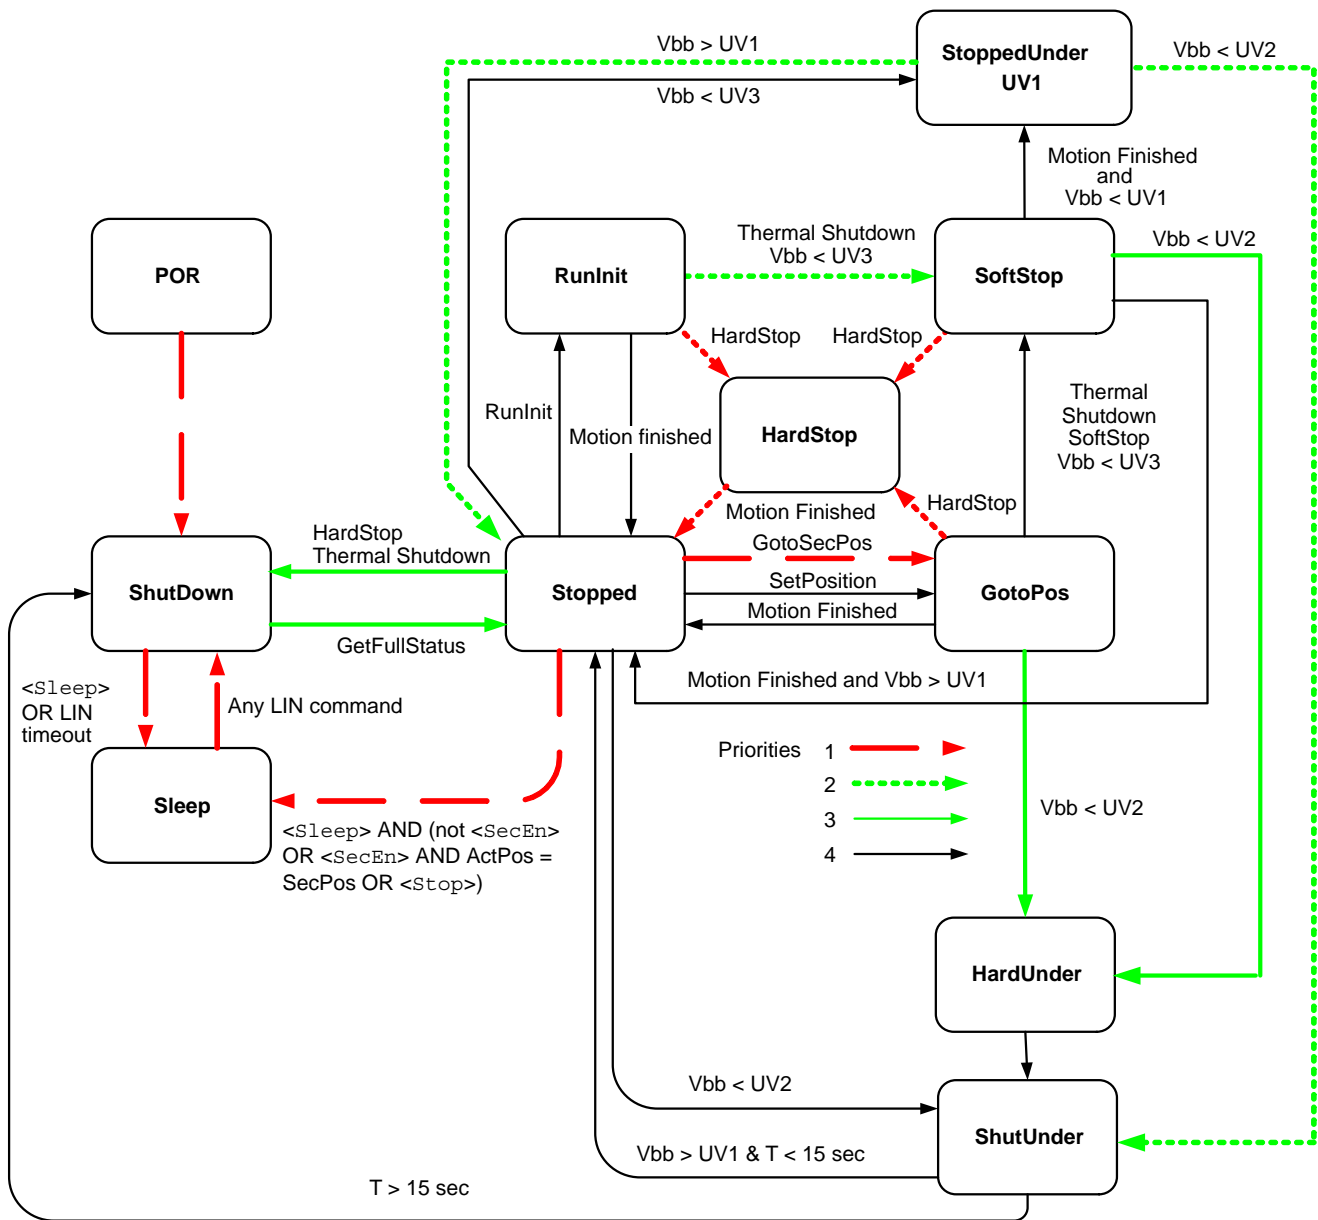 Vbb > UV1
StoppedUnder
UV1
Vbb < UV2
Vbb < UV3
Motion Finished
and
Vbb < UV1
POR
RunInit
Thermal Shutdown
Vbb < UV3
SoftStop
Vbb < UV2
HardStop
HardStop
RunInit
Motion finished
HardStop
Thermal
Shutdown
SoftStop
Vbb < UV3
HardStop
Motion Finished
HardStop
Thermal Shutdown
GotoSecPos
ShutDown
Stopped
SetPosition
GotoPos
Motion Finished
GetFullStatus
<Sleep>
OR LIN
timeout
Any LIN command
Motion Finished and Vbb > UV1
Priorities
1
2
3
4
Sleep
<Sleep> AND (not <SecEn>
OR <SecEn> AND ActPos =
SecPos OR <Stop>)
Vbb < UV2
HardUnder
Vbb < UV2
ShutUnder
Vbb > UV1 & T < 15 sec
T > 15 sec